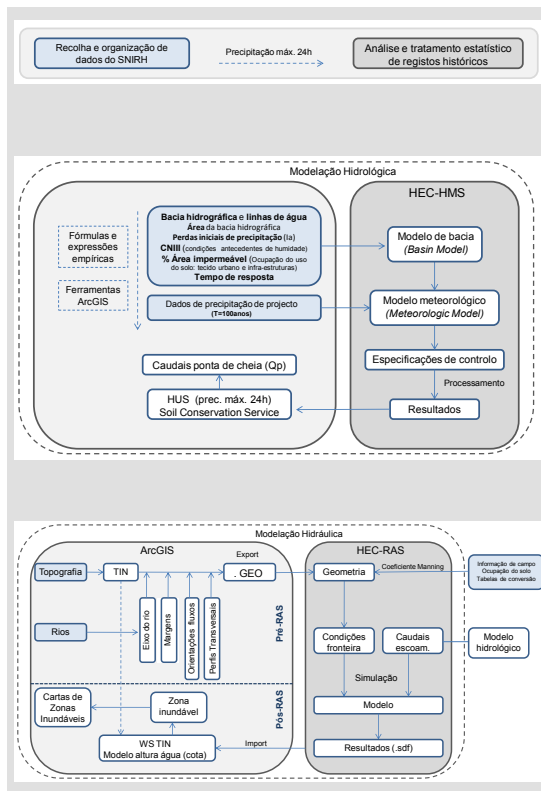 Recolha e organização de
dados do SNIRH
Precipitação máx. 24h
Análise e tratamento estatístico
de registos históricos
Modelação Hidrológica
HEC-HMS
Fórmulas e
expressões
empíricas
Ferramentas
ArcGIS
Bacia hidrográfica e linhas de água
Área da bacia hidrográfica
Perdas iniciais de precipitação (Ia)
CNIII (condições antecedentes de humidade)
% Área impermeável (Ocupação do uso
do solo: tecido urbano e infra-estruturas)
Tempo de resposta
Dados de precipitação de projecto
(T=100anos)
Modelo de bacia
(Basin Model)
Modelo meteorológico
(Meteorologic Model)
Especificações de controlo
Processamento
Resultados
Caudais ponta de cheia (Qp)
HUS (prec. máx. 24h)
Soil Conservation Service
Modelação Hidráulica
ArcGIS
Export
HEC-RAS
Topografia
TIN
. GEO
Geometria
Coeficiente Manning
Informação de campo
Ocupação do solo
Tabelas de conversão
Rios
Eixo do rio
Margens
Orientações fluxos
Perfis Transversais
Pré-RAS
Condições
fronteira
Caudais
escoam.
Modelo
hidrológico
Simulação
Cartas de
Zonas
Inundáveis
Zona
inundável
Pós-RAS
Modelo
WS TIN
Modelo altura água (cota)
Import
Resultados (.sdf)